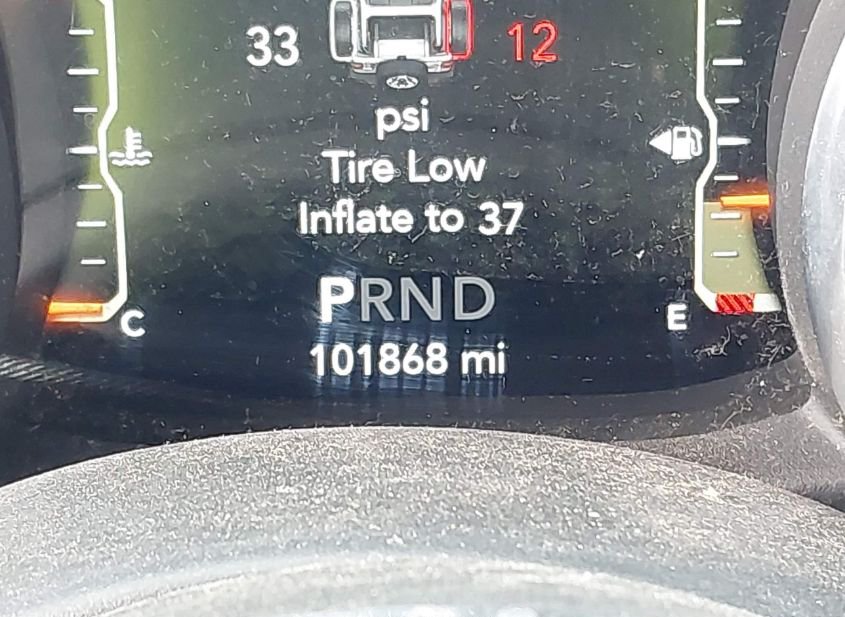 33 12
psi
Tire Low
Inflate to 37
PRND
C E
101868 mi